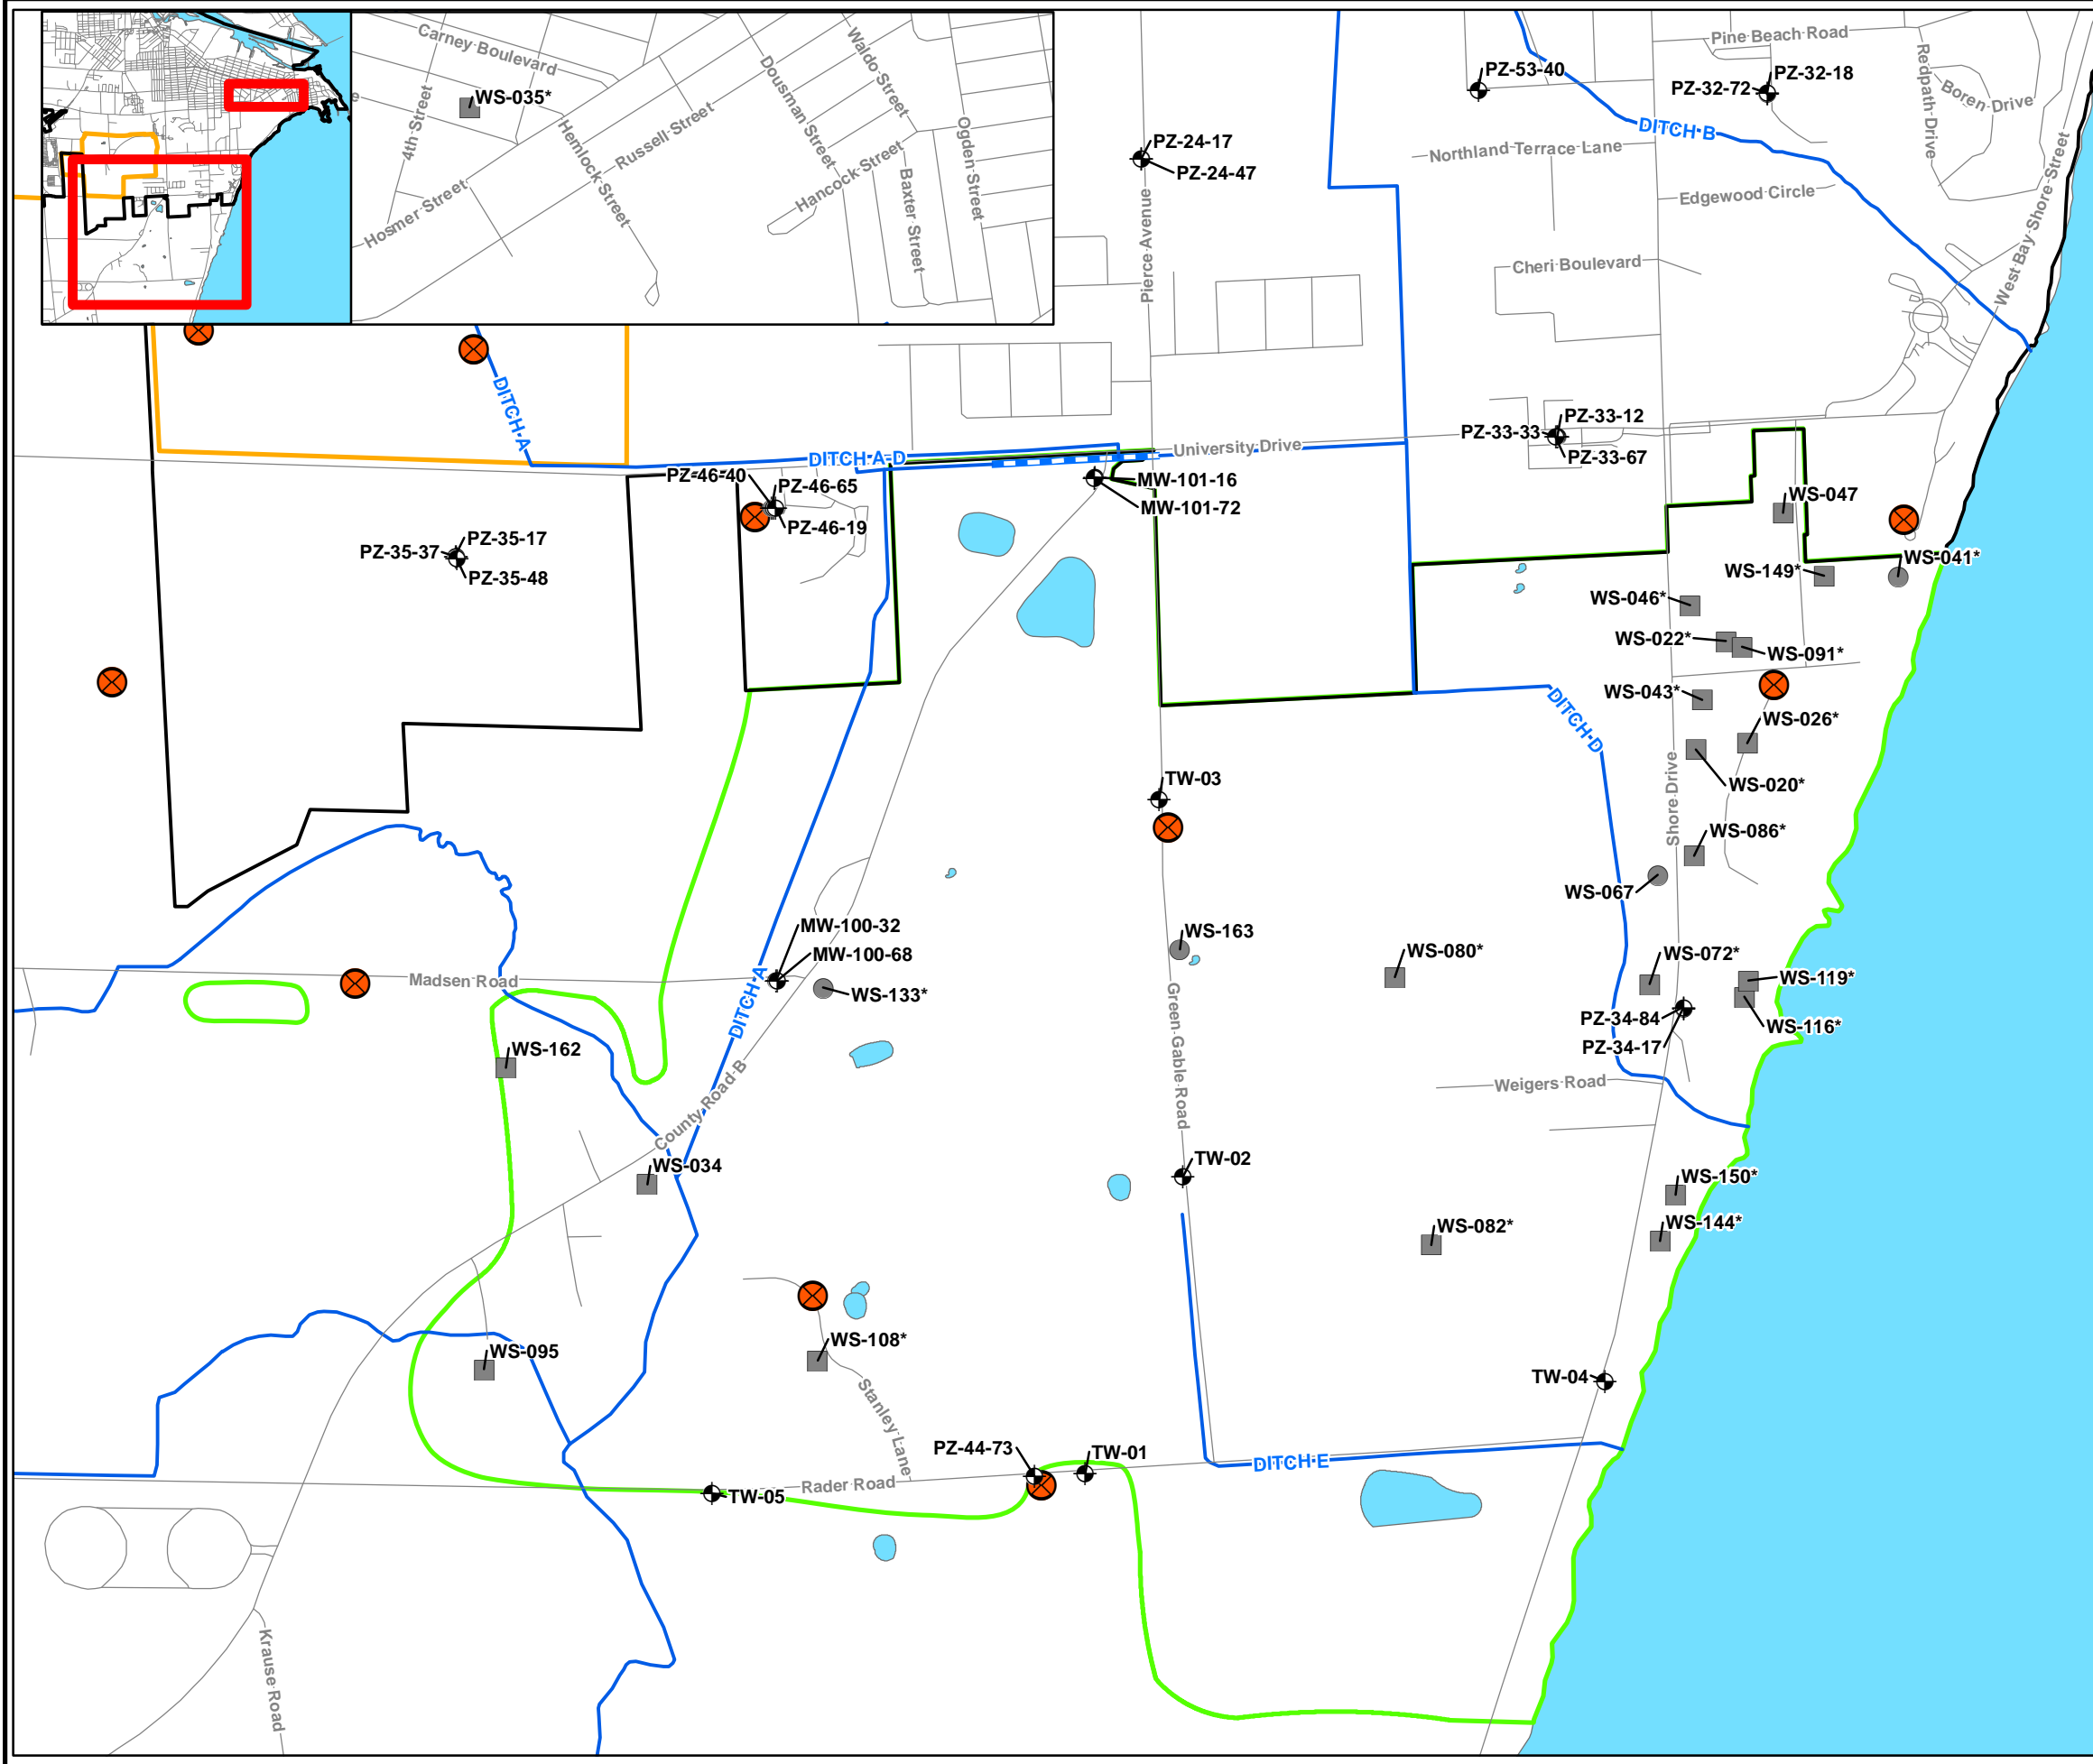 Carney Boulevard
WS-035*
4th Street
Hosmer Street
Hemlock Street
Russell Street
Dousman Street
Waldo Street
Hancock Street
Baxter Street
Ogden Street
e
Pierce Avenue
PZ-53-40
PZ-32-18
PZ-32-72
Pine Beach Road
Redpath Drive
Boren Drive
DITCH B
PZ-24-17
PZ-24-47
Northland Terrace Lane
Edgewood Circle
West Bay Shore Street
Cheri Boulevard
DITCH A
DITCH A-D
University Drive
PZ-33-12
PZ-33-33
PZ-33-67
PZ-46-40
PZ-46-65
PZ-46-19
MW-101-16
MW-101-72
WS-047
PZ-35-17
PZ-35-37
PZ-35-48
WS-041*
WS-149*
WS-046*
WS-022*
WS-091*
WS-043*
DITCH D
WS-026*
WS-020*
TW-03
Shore Drive
WS-086*
WS-067
MW-100-32
MW-100-68
WS-163
WS-080*
WS-072*
WS-119*
Madsen Road
WS-133*
DITCH A
Green Gable Road
PZ-34-84
WS-116*
PZ-34-17
WS-162
County Road B
Weigers Road
WS-034
TW-02
WS-150*
WS-144*
WS-082*
WS-108*
WS-095
Stanley Lane
TW-04
PZ-44-73
TW-01
DITCH E
Rader Road
TW-05
Krause Road